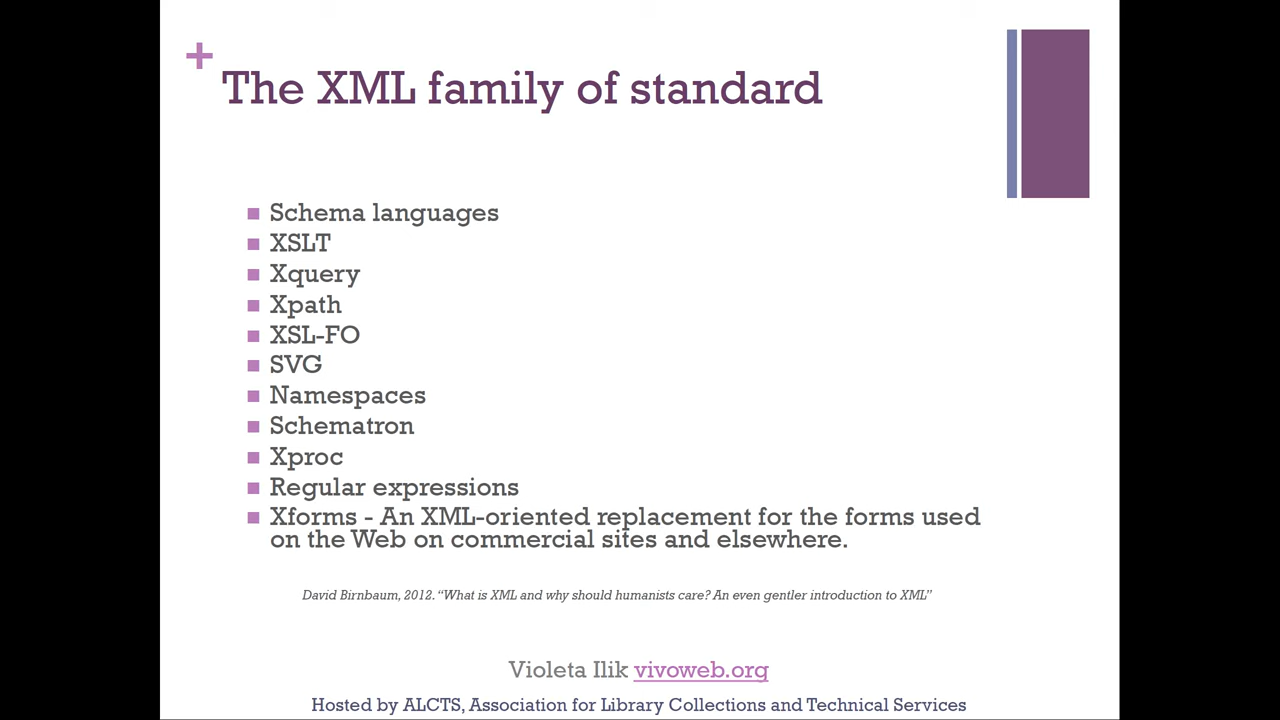 +
The XML family of standard
Schema languages
XSLT
Xquery
Xpath
XSL-FO
SVG
Namespaces
Schematron
Xproc
Regular expressions
Xforms - An XML-oriented replacement for the forms used
on the Web on commercial sites and elsewhere.
David Birnbaum, 2012. “What is XML and why should humanists care? An even gentler introduction to XML”
Violeta Ilik vivoweb.org
Hosted by ALCTS, Association for Library Collections and Technical Services